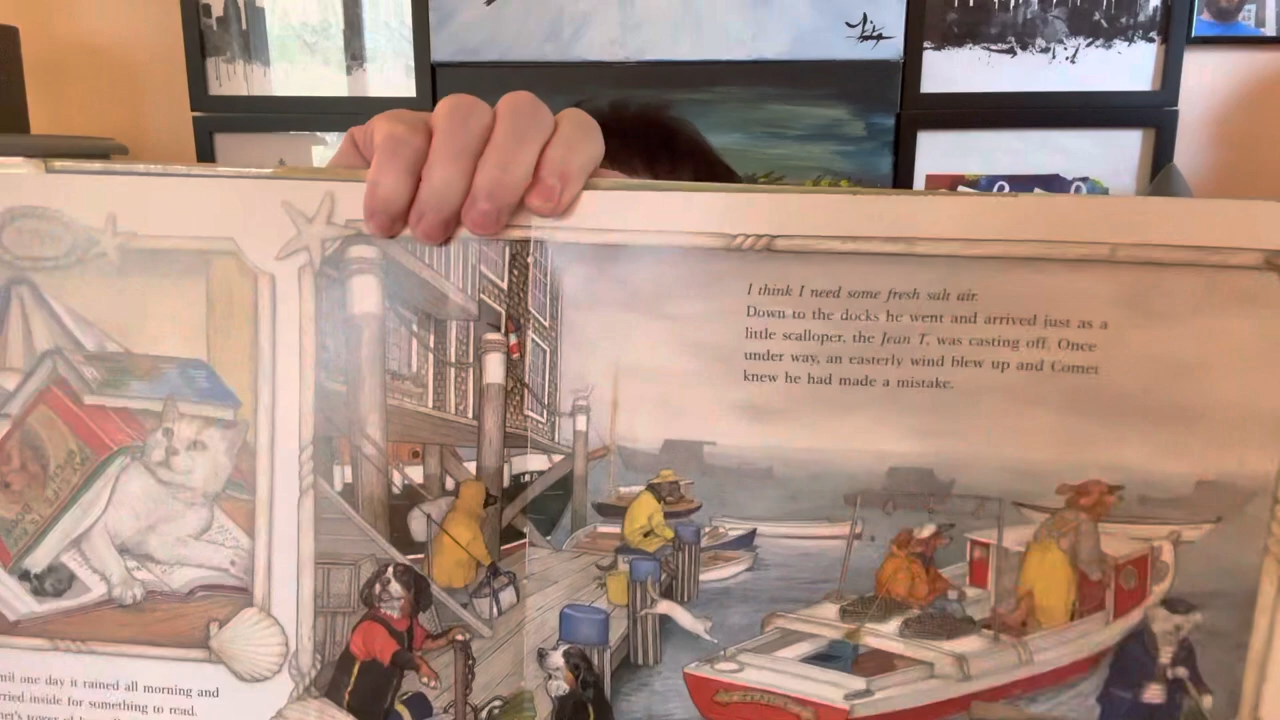 I think I need some fresh salt air.
Down to the docks he went and arrived just as a
little scalloper, the Jean T, was casting off. Once
under way, an easterly wind blew up and Comet
knew he had made a mistake.
one day it rained all morning and
inside for something to read.